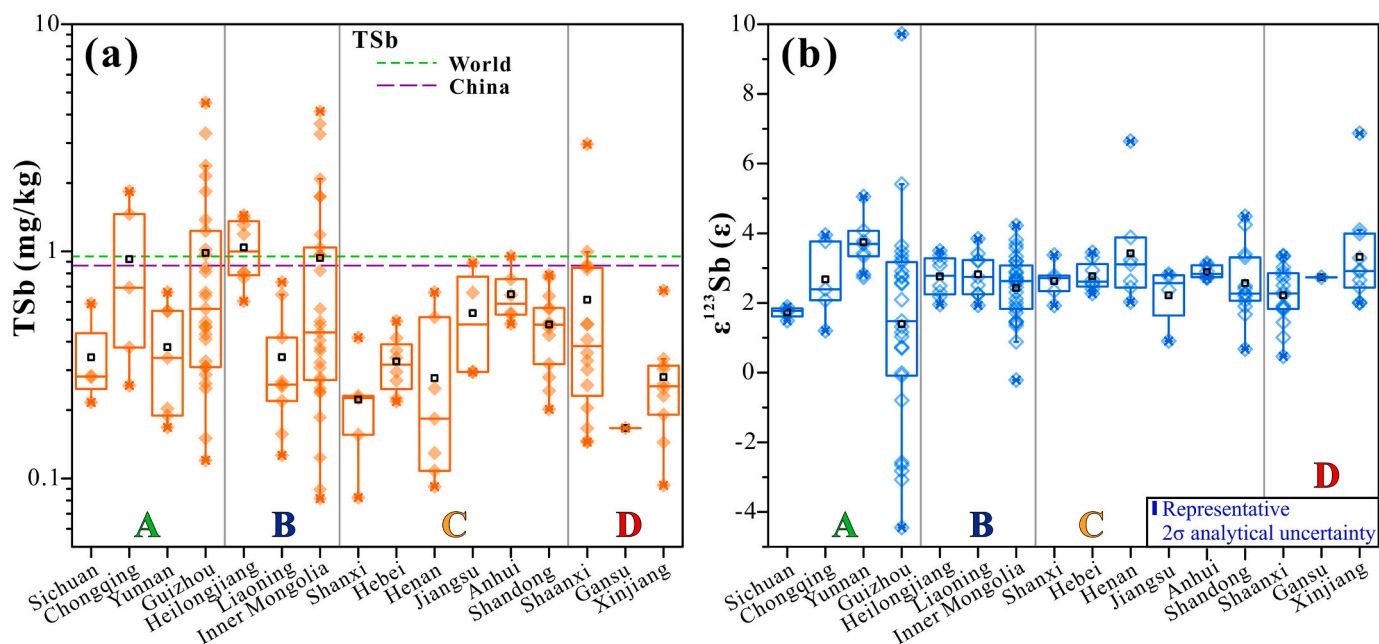 (a)
TSb
World
China
TSb (mg/kg)
10
1
0.1
A
B
C
D
Sichuan
Chongqing
Yunnan
Guizhou
Heilongjiang
Liaoning
Inner Mongolia
Shanxi
Hebei
Henan
Jiangsu
Anhui
Shandong
Shaanxi
Gansu
Xinjiang
(b)
ε¹²³Sb (ε)
10
8
6
4
2
0
−2
−4
A
B
C
D
Representative
2σ analytical uncertainty
Sichuan
Chongqing
Yunnan
Guizhou
Heilongjiang
Liaoning
Inner Mongolia
Shanxi
Hebei
Henan
Jiangsu
Anhui
Shandong
Shaanxi
Gansu
Xinjiang